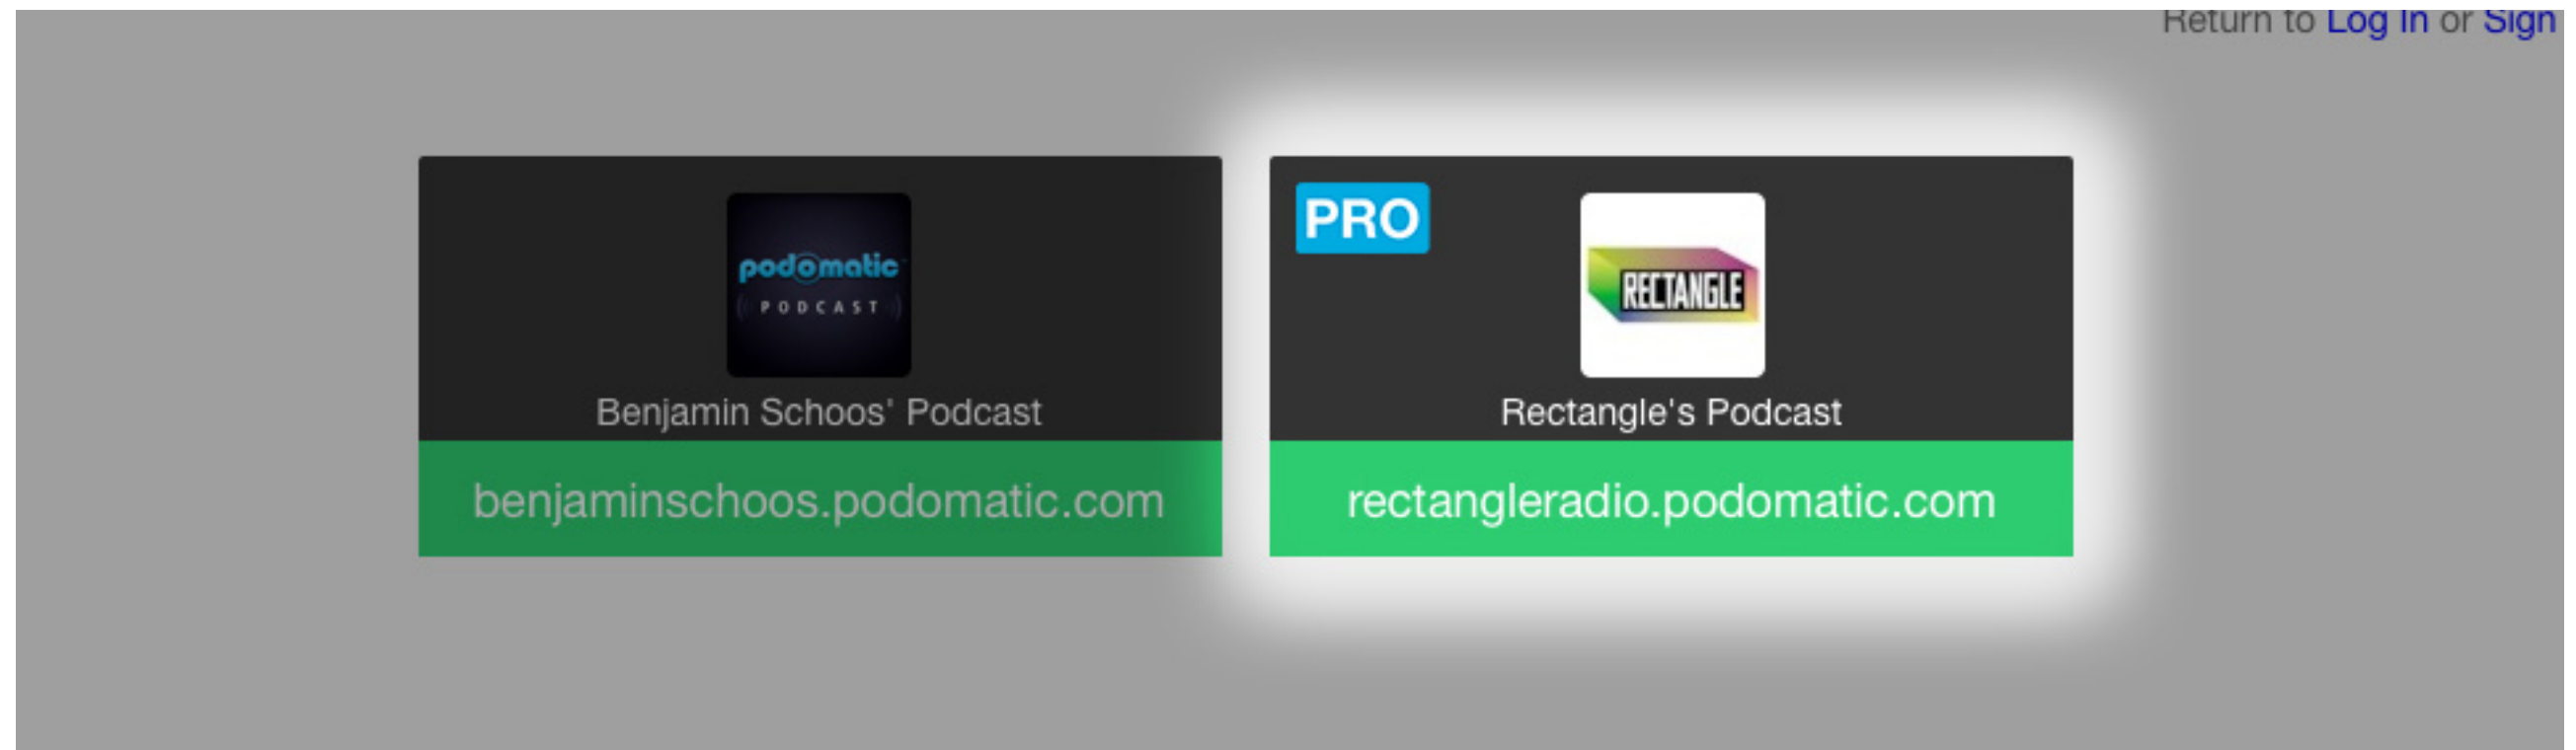 Return to Log In or Sign
podomatic
PODCAST
Benjamin Schoos' Podcast
benjaminschoos.podomatic.com
PRO
RECTANGLE
Rectangle's Podcast
rectangleradio.podomatic.com